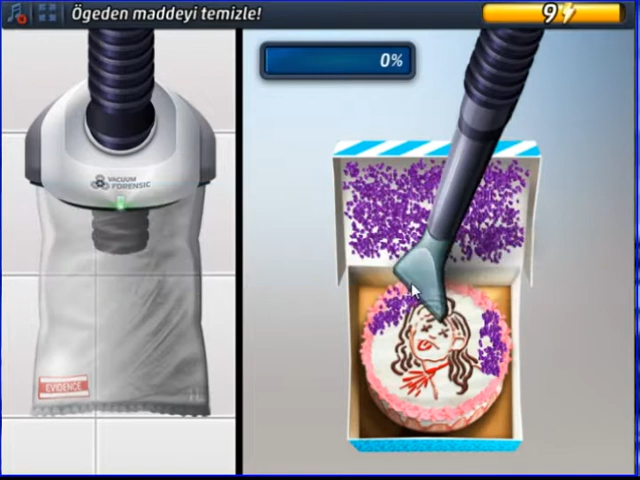 Ögeden maddeyi temizle!
9
0%
VACUUM
FORENSIC
EVIDENCE